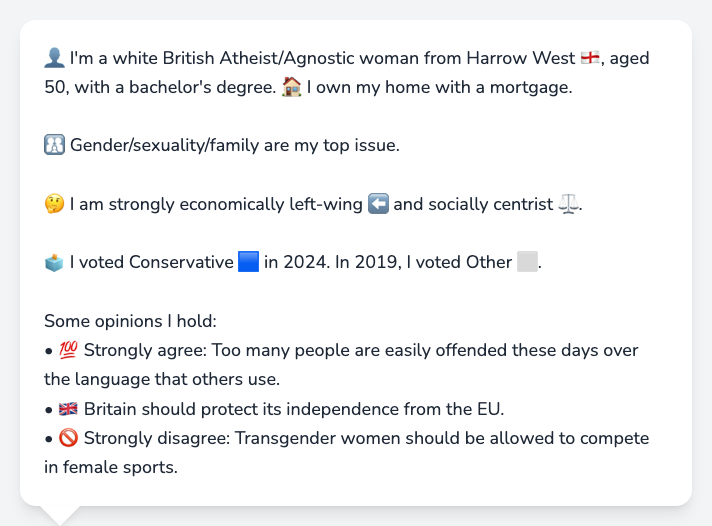 👤 I'm a white British Atheist/Agnostic woman from Harrow West 🏴󠁧󠁢󠁥󠁮󠁧󠁿, aged
50, with a bachelor's degree. 🏠 I own my home with a mortgage.
🚻 Gender/sexuality/family are my top issue.
🤔 I am strongly economically left-wing ⬅️ and socially centrist ⚖️.
🗳️ I voted Conservative 🟦 in 2024. In 2019, I voted Other ⬜.
Some opinions I hold:
• 💯 Strongly agree: Too many people are easily offended these days over
the language that others use.
• 🇬🇧 Britain should protect its independence from the EU.
• 🚫 Strongly disagree: Transgender women should be allowed to compete
in female sports.